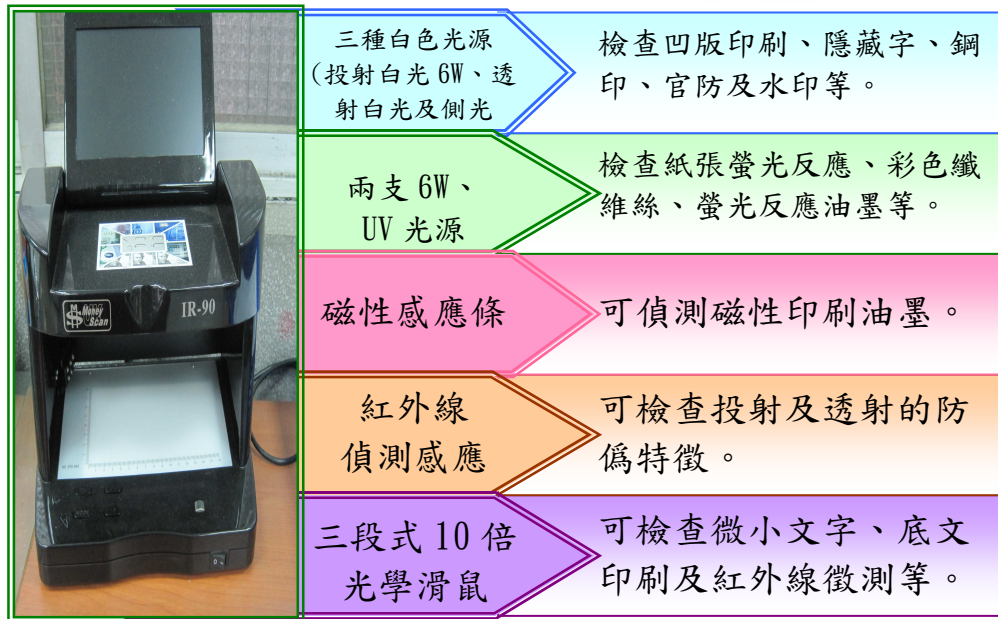 三種白色光源
（投射白光 6W、透
射白光及側光
檢查凹版印刷、隱藏字、鋼
印、官防及水印等。
兩支 6W、
UV 光源
檢查紙張螢光反應、彩色纖
維絲、螢光反應油墨等。
Money
Scan
IR-90
磁性感應條
可偵測磁性印刷油墨。
紅外線
偵測感應
可檢查投射及透射的防
偽特徵。
三段式 10 倍
光學滑鼠
可檢查微小文字、底文
印刷及紅外線徵測等。